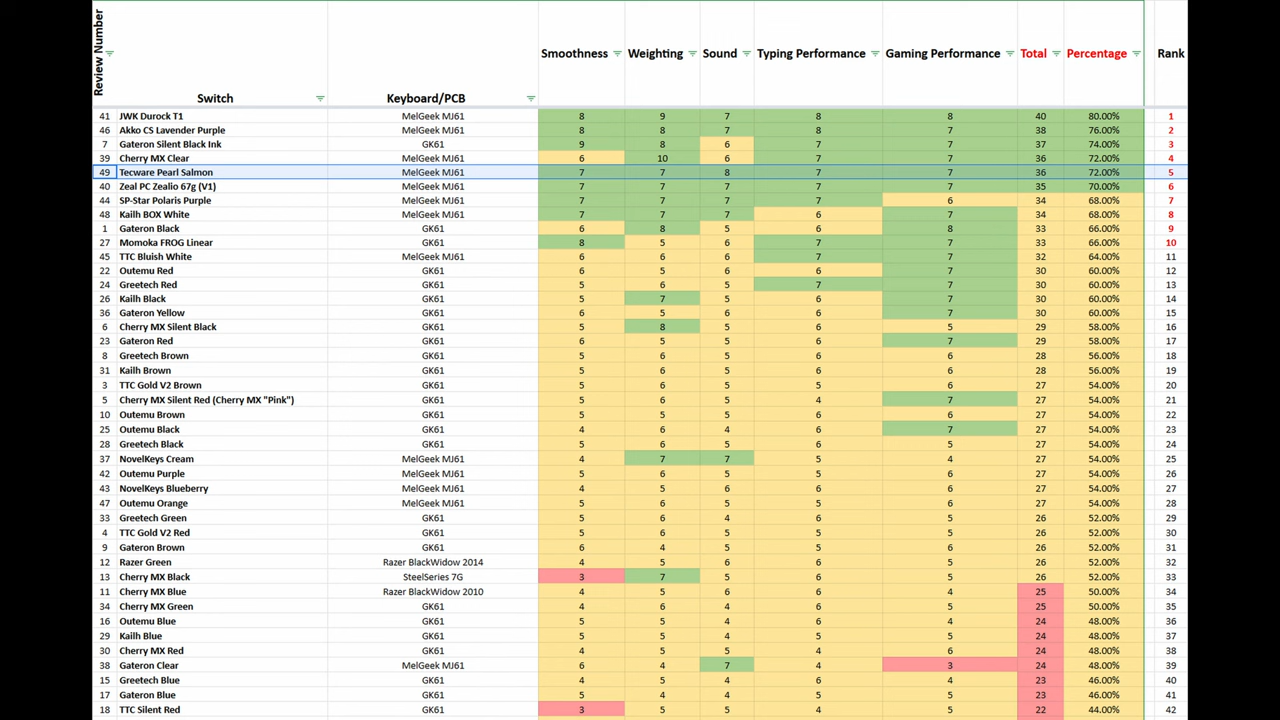 Review Number Switch Keyboard/PCB Smoothness Weighting Sound Typing Performance Gaming Performance Total Percentage Rank
41 JWK Durock T1 MelGeek MJ61 8 9 7 8 8 40 80.00% 1
46 Akko CS Lavender Purple MelGeek MJ61 8 8 7 8 7 38 76.00% 2
7 Gateron Silent Black Ink GK61 9 8 6 7 7 37 74.00% 3
39 Cherry MX Clear MelGeek MJ61 6 10 6 7 7 36 72.00% 4
49 Tecware Pearl Salmon MelGeek MJ61 7 7 8 7 7 36 72.00% 5
40 Zeal PC Zealio 67g (V1) MelGeek MJ61 7 7 7 7 7 35 70.00% 6
44 SP-Star Polaris Purple MelGeek MJ61 7 7 7 7 6 34 68.00% 7
48 Kailh BOX White MelGeek MJ61 7 7 7 6 7 34 68.00% 8
1 Gateron Black GK61 6 8 5 6 8 33 66.00% 9
27 Momoka FROG Linear GK61 8 5 6 7 7 33 66.00% 10
45 TTC Bluish White MelGeek MJ61 6 6 6 7 7 32 64.00% 11
22 Outemu Red GK61 6 5 6 6 7 30 60.00% 12
24 Greetech Red GK61 5 6 5 7 7 30 60.00% 13
26 Kailh Black GK61 5 7 5 6 7 30 60.00% 14
36 Gateron Yellow GK61 6 5 6 6 7 30 60.00% 15
6 Cherry MX Silent Black GK61 5 8 5 6 5 29 58.00% 16
23 Gateron Red GK61 6 5 5 6 7 29 58.00% 17
8 Greetech Brown GK61 6 5 5 6 6 28 56.00% 18
31 Kailh Brown GK61 6 5 5 6 6 28 56.00% 19
3 TTC Gold V2 Brown GK61 6 5 5 5 6 27 54.00% 20
5 Cherry MX Silent Red (Cherry MX "Pink") GK61 5 6 5 4 7 27 54.00% 21
10 Outemu Brown GK61 5 5 5 6 6 27 54.00% 22
25 Outemu Black GK61 4 6 4 6 7 27 54.00% 23
28 Greetech Black GK61 5 6 5 6 5 27 54.00% 24
37 NovelKeys Cream MelGeek MJ61 4 7 7 5 4 27 54.00% 25
42 Outemu Purple MelGeek MJ61 5 6 5 6 5 27 54.00% 26
43 NovelKeys Blueberry MelGeek MJ61 4 5 6 6 6 27 54.00% 27
47 Outemu Orange MelGeek MJ61 5 5 6 6 5 27 54.00% 28
33 Greetech Green GK61 5 6 4 6 5 26 52.00% 29
4 TTC Gold V2 Red GK61 5 5 5 5 6 26 52.00% 30
9 Gateron Brown GK61 6 4 5 6 5 26 52.00% 31
12 Razer Green Razer BlackWidow 2014 4 5 6 5 6 26 52.00% 32
13 Cherry MX Black SteelSeries 7G 3 7 5 6 5 26 52.00% 33
11 Cherry MX Blue Razer BlackWidow 2010 4 5 6 6 4 25 50.00% 34
34 Cherry MX Green GK61 4 6 4 6 5 25 50.00% 35
16 Outemu Blue GK61 4 5 5 6 4 24 48.00% 36
29 Kailh Blue GK61 5 5 4 5 5 24 48.00% 37
30 Cherry MX Red GK61 4 5 5 4 6 24 48.00% 38
38 Gateron Clear MelGeek MJ61 6 4 7 4 3 24 48.00% 39
15 Greetech Blue GK61 4 5 4 6 4 23 46.00% 40
17 Gateron Blue GK61 5 4 4 5 5 23 46.00% 41
18 TTC Silent Red GK61 3 5 5 4 5 22 44.00% 42